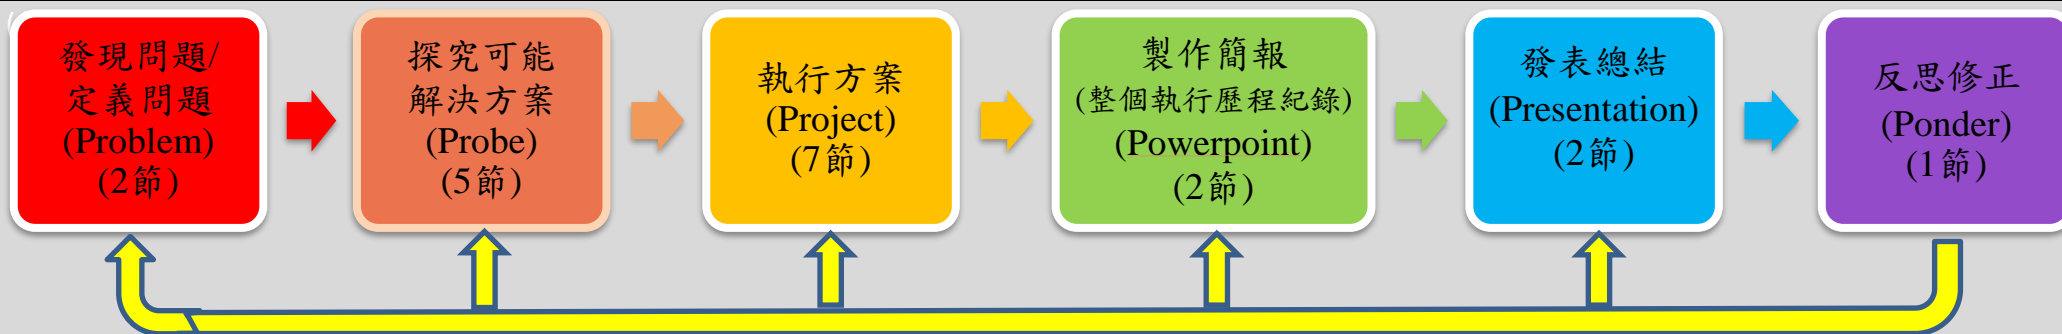 發現問題/
定義問題
(Problem)
(2節)
探究可能
解決方案
(Probe)
(5節)
執行方案
(Project)
(7節)
製作簡報
(整個執行歷程紀錄)
(Powerpoint)
(2節)
發表總結
(Presentation)
(2節)
反思修正
(Ponder)
(1節)